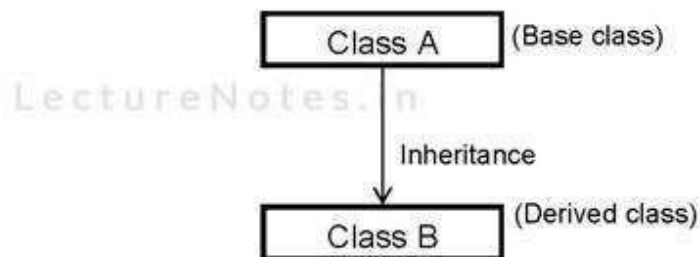 Class A (Base class)
LectureNotes.in
Inheritance
Class B (Derived class)